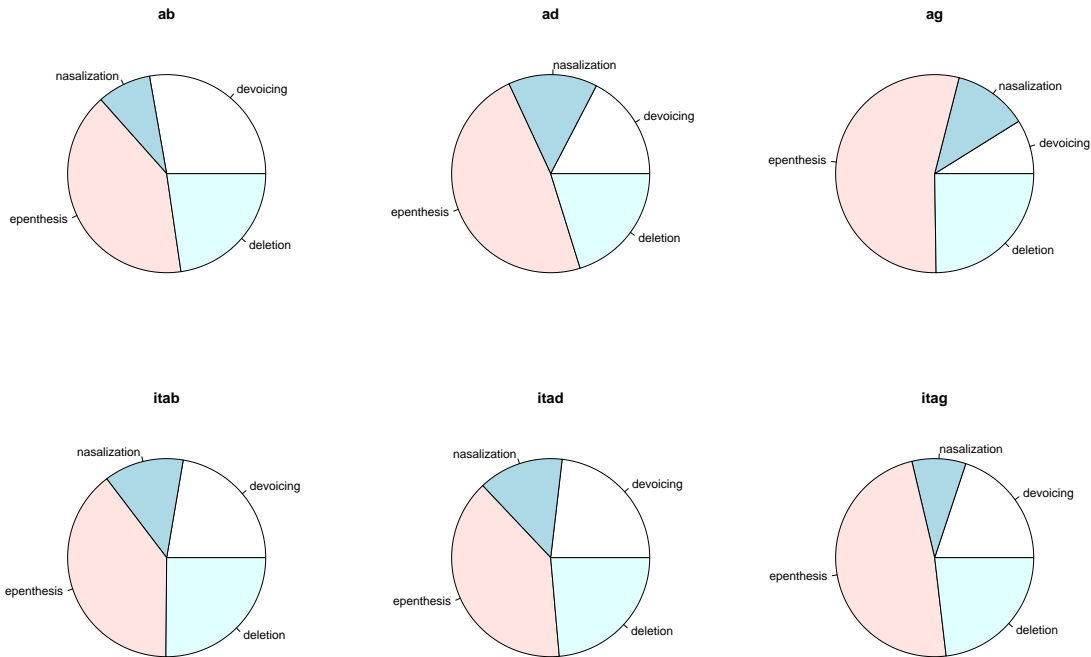 ab
nasalization
devoicing
epenthesis
deletion
ad
nasalization
devoicing
epenthesis
deletion
ag
nasalization
devoicing
epenthesis
deletion
itab
nasalization
devoicing
epenthesis
deletion
itad
nasalization
devoicing
epenthesis
deletion
itag
nasalization
devoicing
epenthesis
deletion